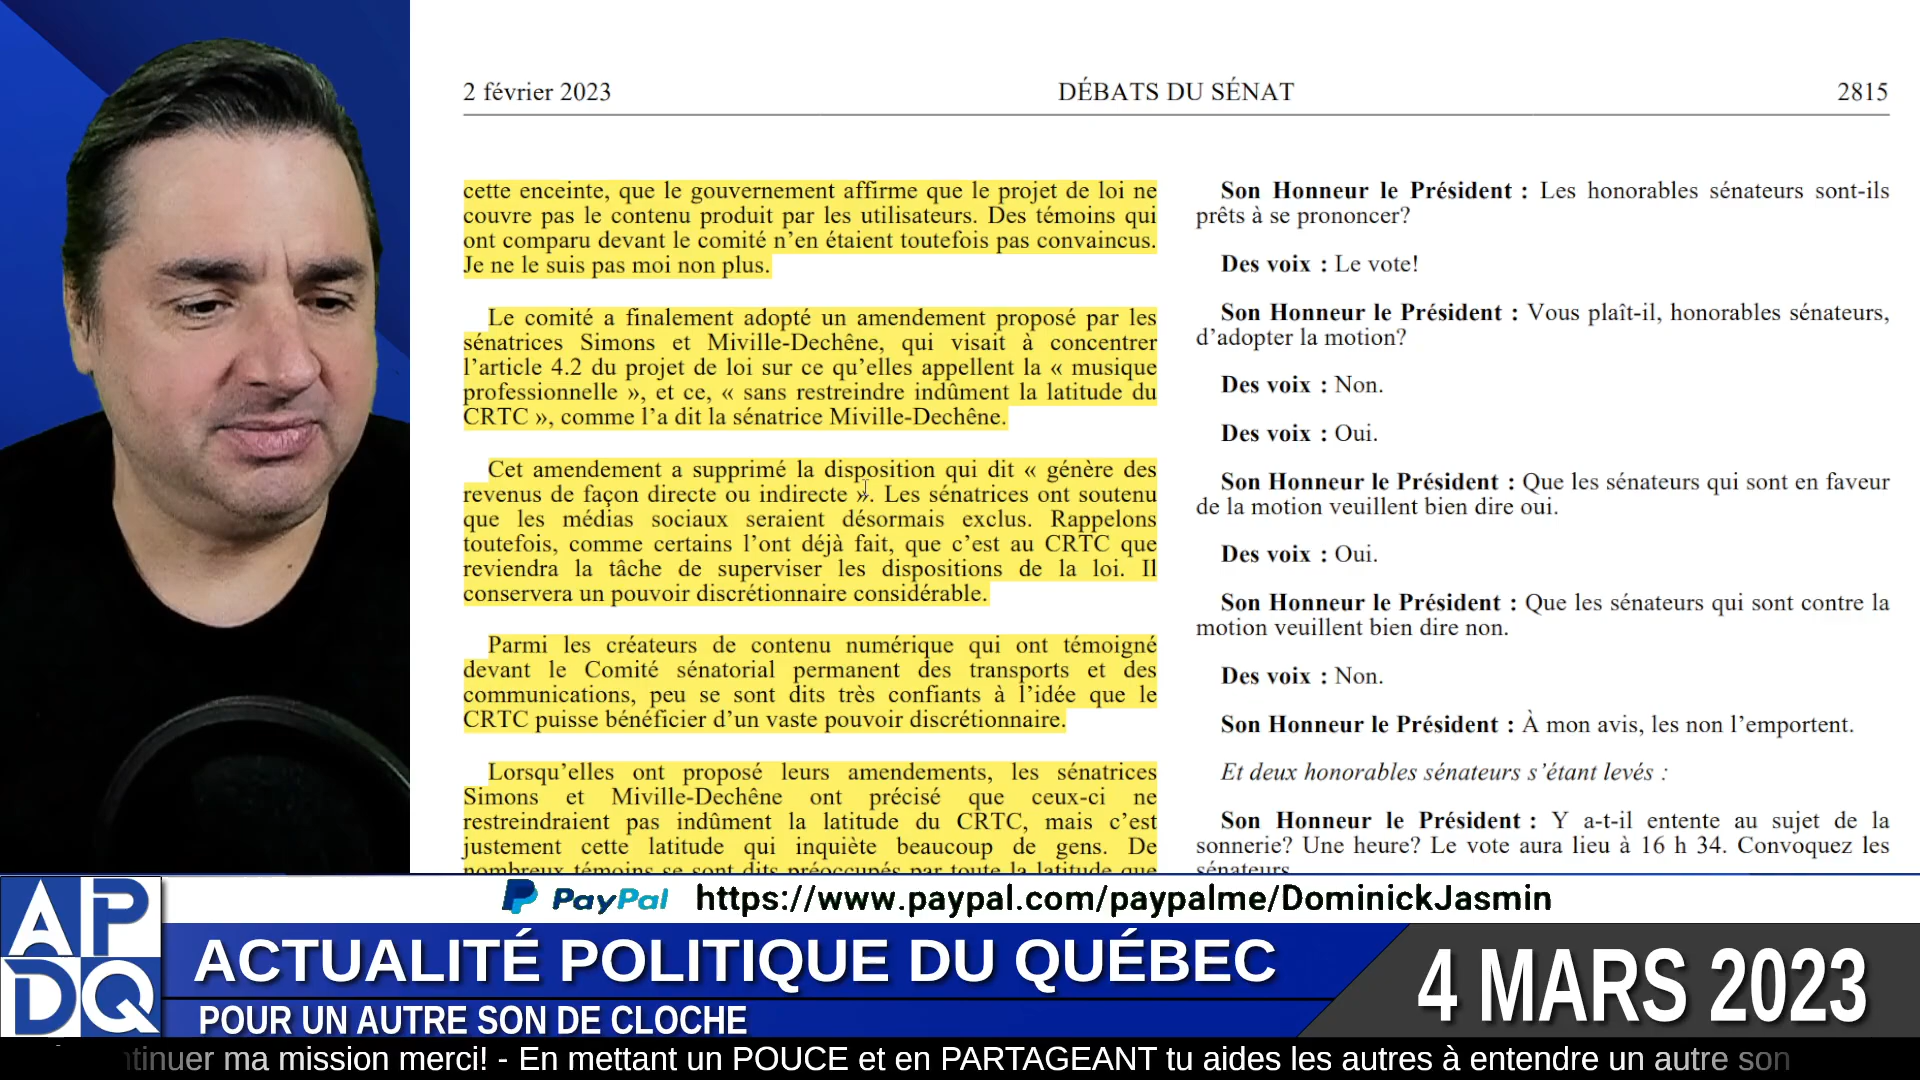 2 février 2023
DÉBATS DU SÉNAT
2815
cette enceinte, que le gouvernement affirme que le projet de loi ne
couvre pas le contenu produit par les utilisateurs. Des témoins qui
ont comparu devant le comité n’en étaient toutefois pas convaincus.
Je ne le suis pas moi non plus.
Le comité a finalement adopté un amendement proposé par les
sénatrices Simons et Miville-Dechêne, qui visait à concentrer
l’article 4.2 du projet de loi sur ce qu’elles appellent la « musique
professionnelle », et ce, « sans restreindre indûment la latitude du
CRTC », comme l’a dit la sénatrice Miville-Dechêne.
Cet amendement a supprimé la disposition qui dit « génère des
revenus de façon directe ou indirecte ». Les sénatrices ont soutenu
que les médias sociaux seraient désormais exclus. Rappelons
toutefois, comme certains l’ont déjà fait, que c’est au CRTC que
reviendra la tâche de superviser les dispositions de la loi. Il
conservera un pouvoir discrétionnaire considérable.
Parmi les créateurs de contenu numérique qui ont témoigné
devant le Comité sénatorial permanent des transports et des
communications, peu se sont dits très confiants à l’idée que le
CRTC puisse bénéficier d’un vaste pouvoir discrétionnaire.
Lorsqu’elles ont proposé leurs amendements, les sénatrices
Simons et Miville-Dechêne ont précisé que ceux-ci ne
restreindraient pas indûment la latitude du CRTC, mais c’est
justement cette latitude qui inquiète beaucoup de gens. De
nombreux témoins se sont dits préoccupés par toute la latitude que
Son Honneur le Président : Les honorables sénateurs sont-ils
prêts à se prononcer?
Des voix : Le vote!
Son Honneur le Président : Vous plaît-il, honorables sénateurs,
d’adopter la motion?
Des voix : Non.
Des voix : Oui.
Son Honneur le Président : Que les sénateurs qui sont en faveur
de la motion veuillent bien dire oui.
Des voix : Oui.
Son Honneur le Président : Que les sénateurs qui sont contre la
motion veuillent bien dire non.
Des voix : Non.
Son Honneur le Président : À mon avis, les non l’emportent.
Et deux honorables sénateurs s’étant levés :
Son Honneur le Président : Y a-t-il entente au sujet de la
sonnerie? Une heure? Le vote aura lieu à 16 h 34. Convoquez les
sénateurs
PayPal https://www.paypal.com/paypalme/DominickJasmin
APDQ
ACTUALITÉ POLITIQUE DU QUÉBEC
POUR UN AUTRE SON DE CLOCHE
4 MARS 2023
ntinuer ma mission merci! - En mettant un POUCE et en PARTAGEANT tu aides les autres à entendre un autre son